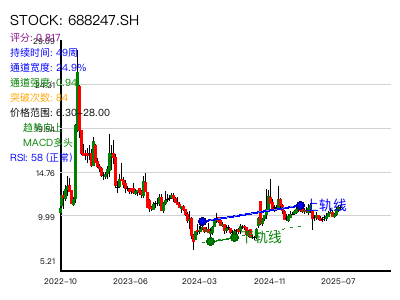 STOCK: 688247.SH
评分: 0.817
持续时间: 49周
通道宽度: 24.9%
通道强度: 0.94
突破次数: 84
价格范围: 6.30-28.00
趋势向上
MACD多头
RSI: 58 (正常)
14.76
9.99
5.21
上轨线
下轨线
2022-10
2023-06
2024-03
2024-11
2025-07